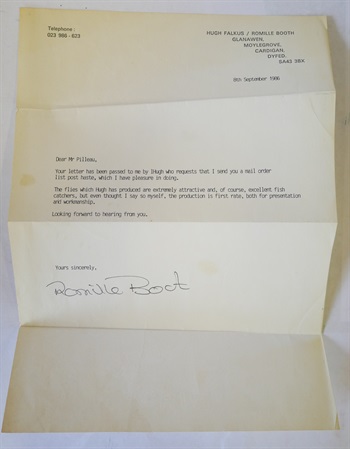 Telephone:
023 986 - 623
HUGH FALKUS / ROMILLE BOOTH
GLANAWEN,
MOYLEGROVE,
CARDIGAN,
DYFED,
SA43 3BX
8th September 1986
Dear Mr Pilleau,
Your letter has been passed to me by IHugh who requests that I send you a mail order
list post haste, which I have pleasure in doing.
The flies which Hugh has produced are extremely attractive and, of course, excellent fish
catchers, but even thought I say so myself, the production is first rate, both for presentation
and workmanship.
Looking forward to hearing from you.
Yours sincerely,
Romille Boot